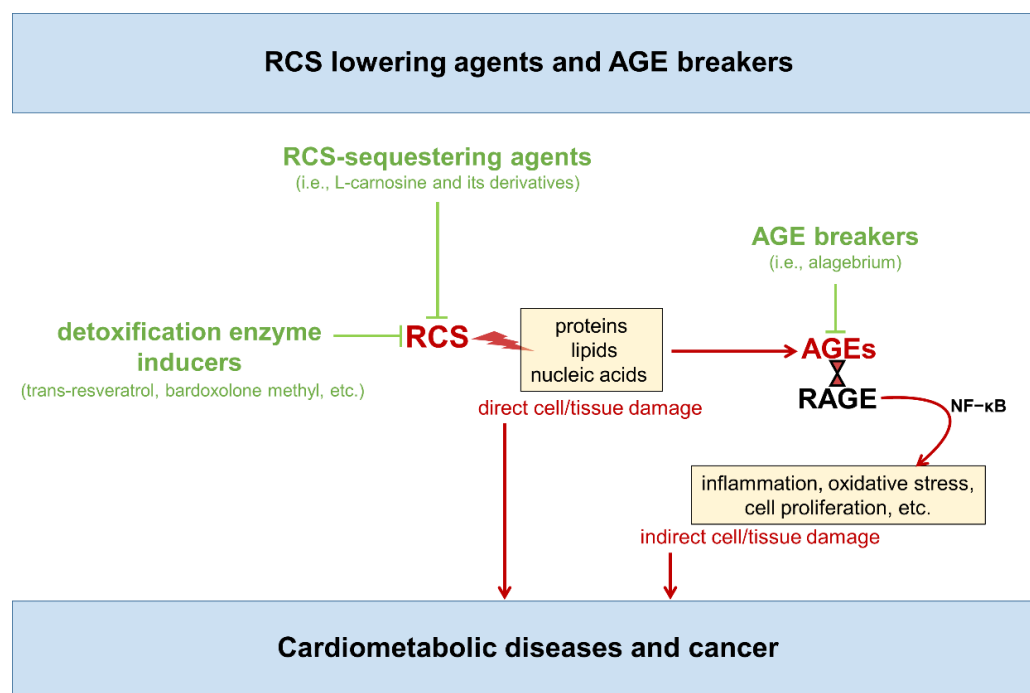 RCS lowering agents and AGE breakers
RCS-sequestering agents
(i.e., L-carnosine and its derivatives)
AGE breakers
(i.e., alagebrium)
detoxification enzyme
inducers
(trans-resveratrol, bardoxolone methyl, etc.)
RCS
proteins
lipids
nucleic acids
direct cell/tissue damage
AGEs
RAGE
NF−κB
inflammation, oxidative stress,
cell proliferation, etc.
indirect cell/tissue damage
Cardiometabolic diseases and cancer